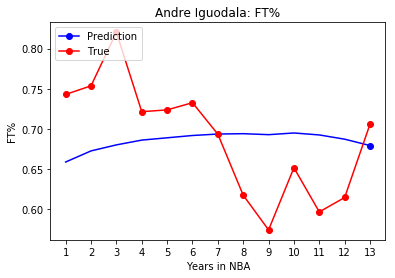 Andre Iguodala: FT%
Prediction
True
0.80
0.75
0.70
0.65
0.60
FT%
1 2 3 4 5 6 7 8 9 10 11 12 13
Years in NBA